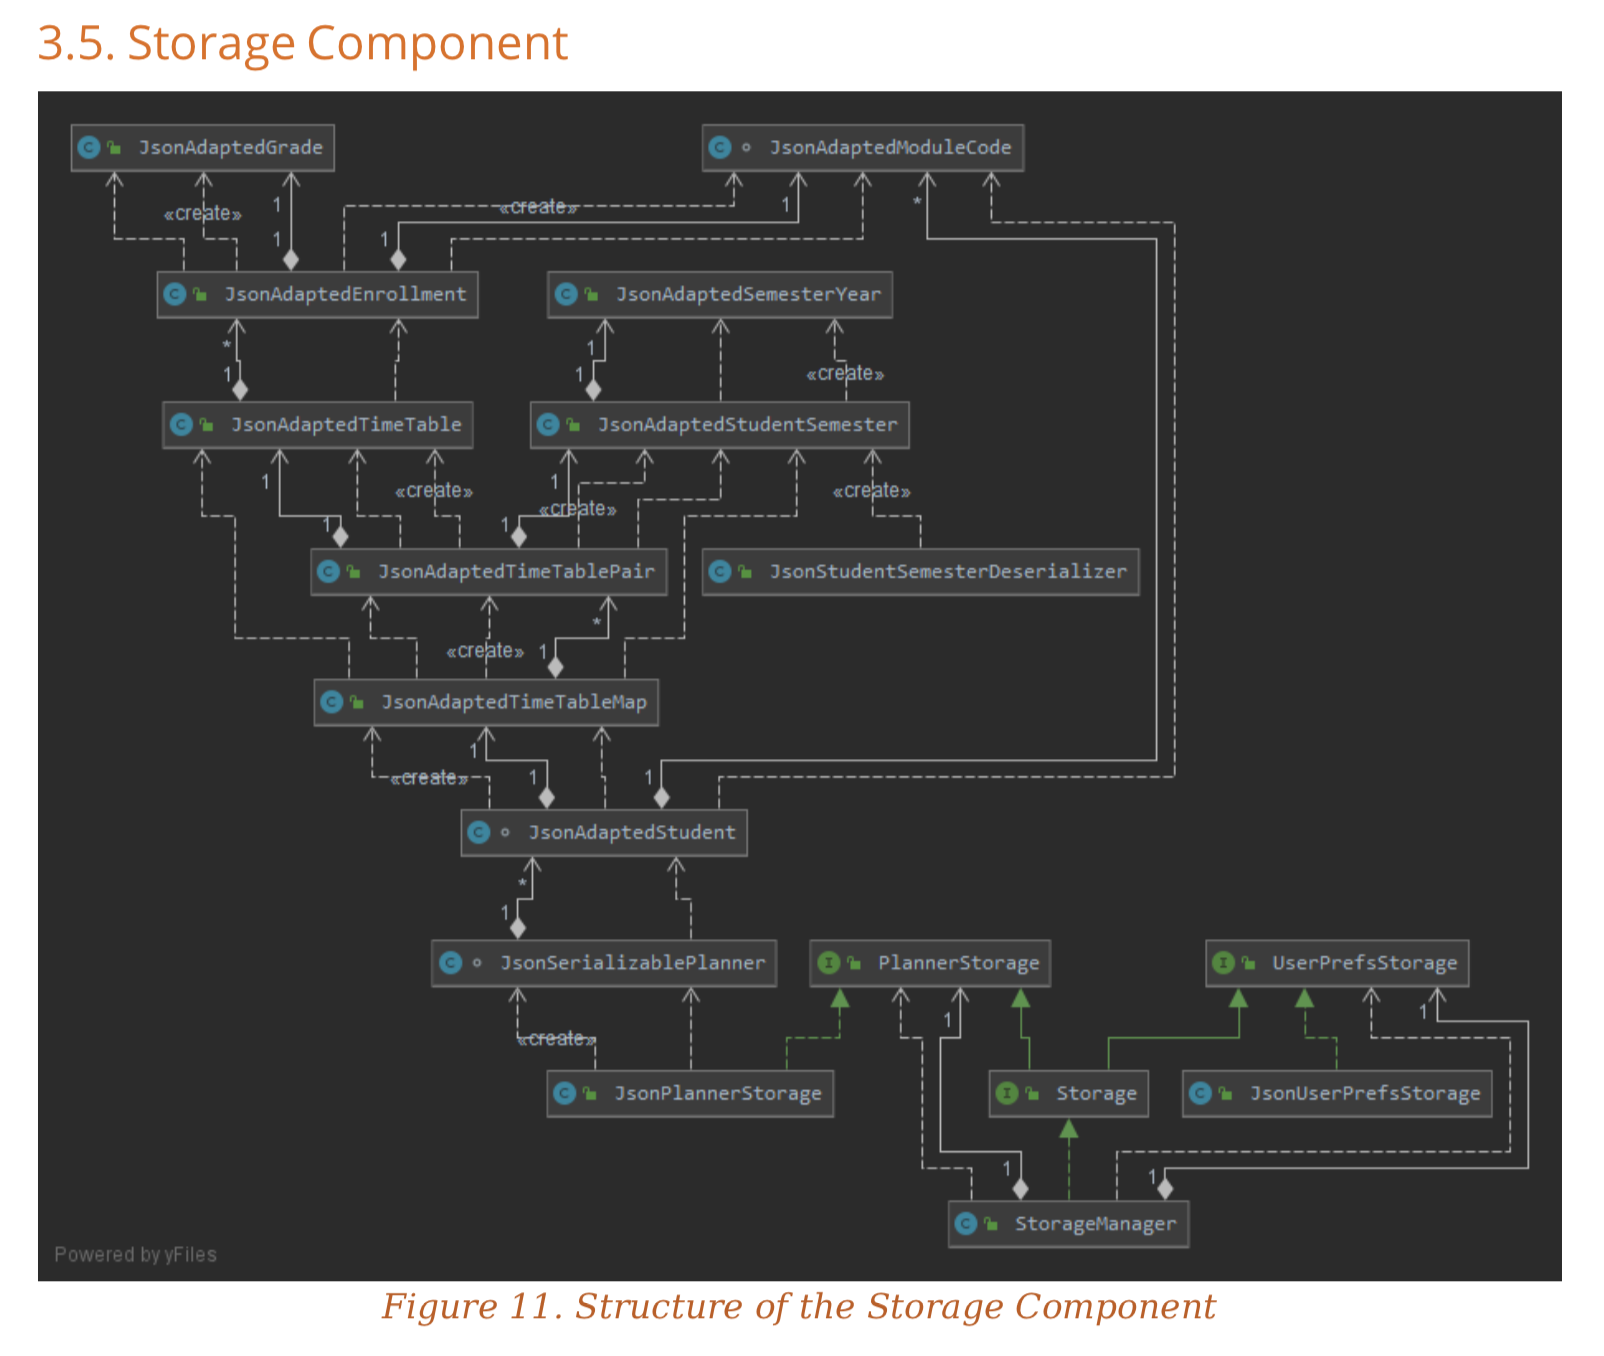 3.5. Storage Component
JsonAdaptedGrade
JsonAdaptedModuleCode
«create»
1
«create»
1
*
1
1
JsonAdaptedEnrollment
JsonAdaptedSemesterYear
*
1
1
1
«create»
JsonAdaptedTimeTable
JsonAdaptedStudentSemester
1
«create»
1
«create»
1
1
«create»
JsonAdaptedTimeTablePair
JsonStudentSemesterDeserializer
*
«create»
1
JsonAdaptedTimeTableMap
1
«create»
1
1
JsonAdaptedStudent
*
1
JsonSerializablePlanner
PlannerStorage
UserPrefsStorage
«create»
1
1
JsonPlannerStorage
Storage
JsonUserPrefsStorage
1
1
StorageManager
Powered by yFiles
Figure 11. Structure of the Storage Component